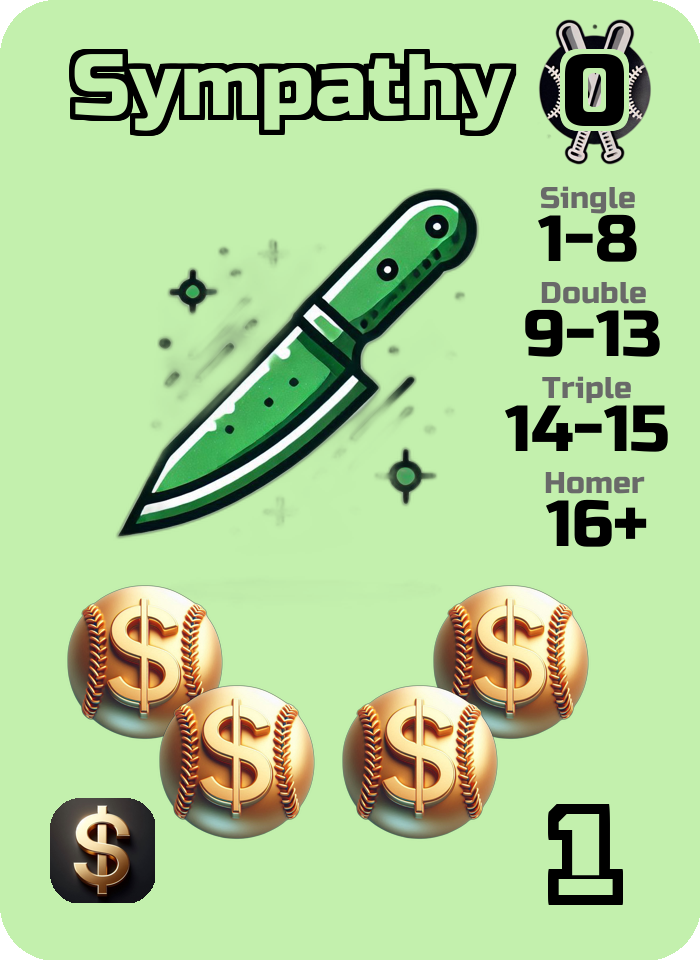 Sympathy 0
Single
1-8
Double
9-13
Triple
14-15
Homer
16+
$ $
$ $
$ 1